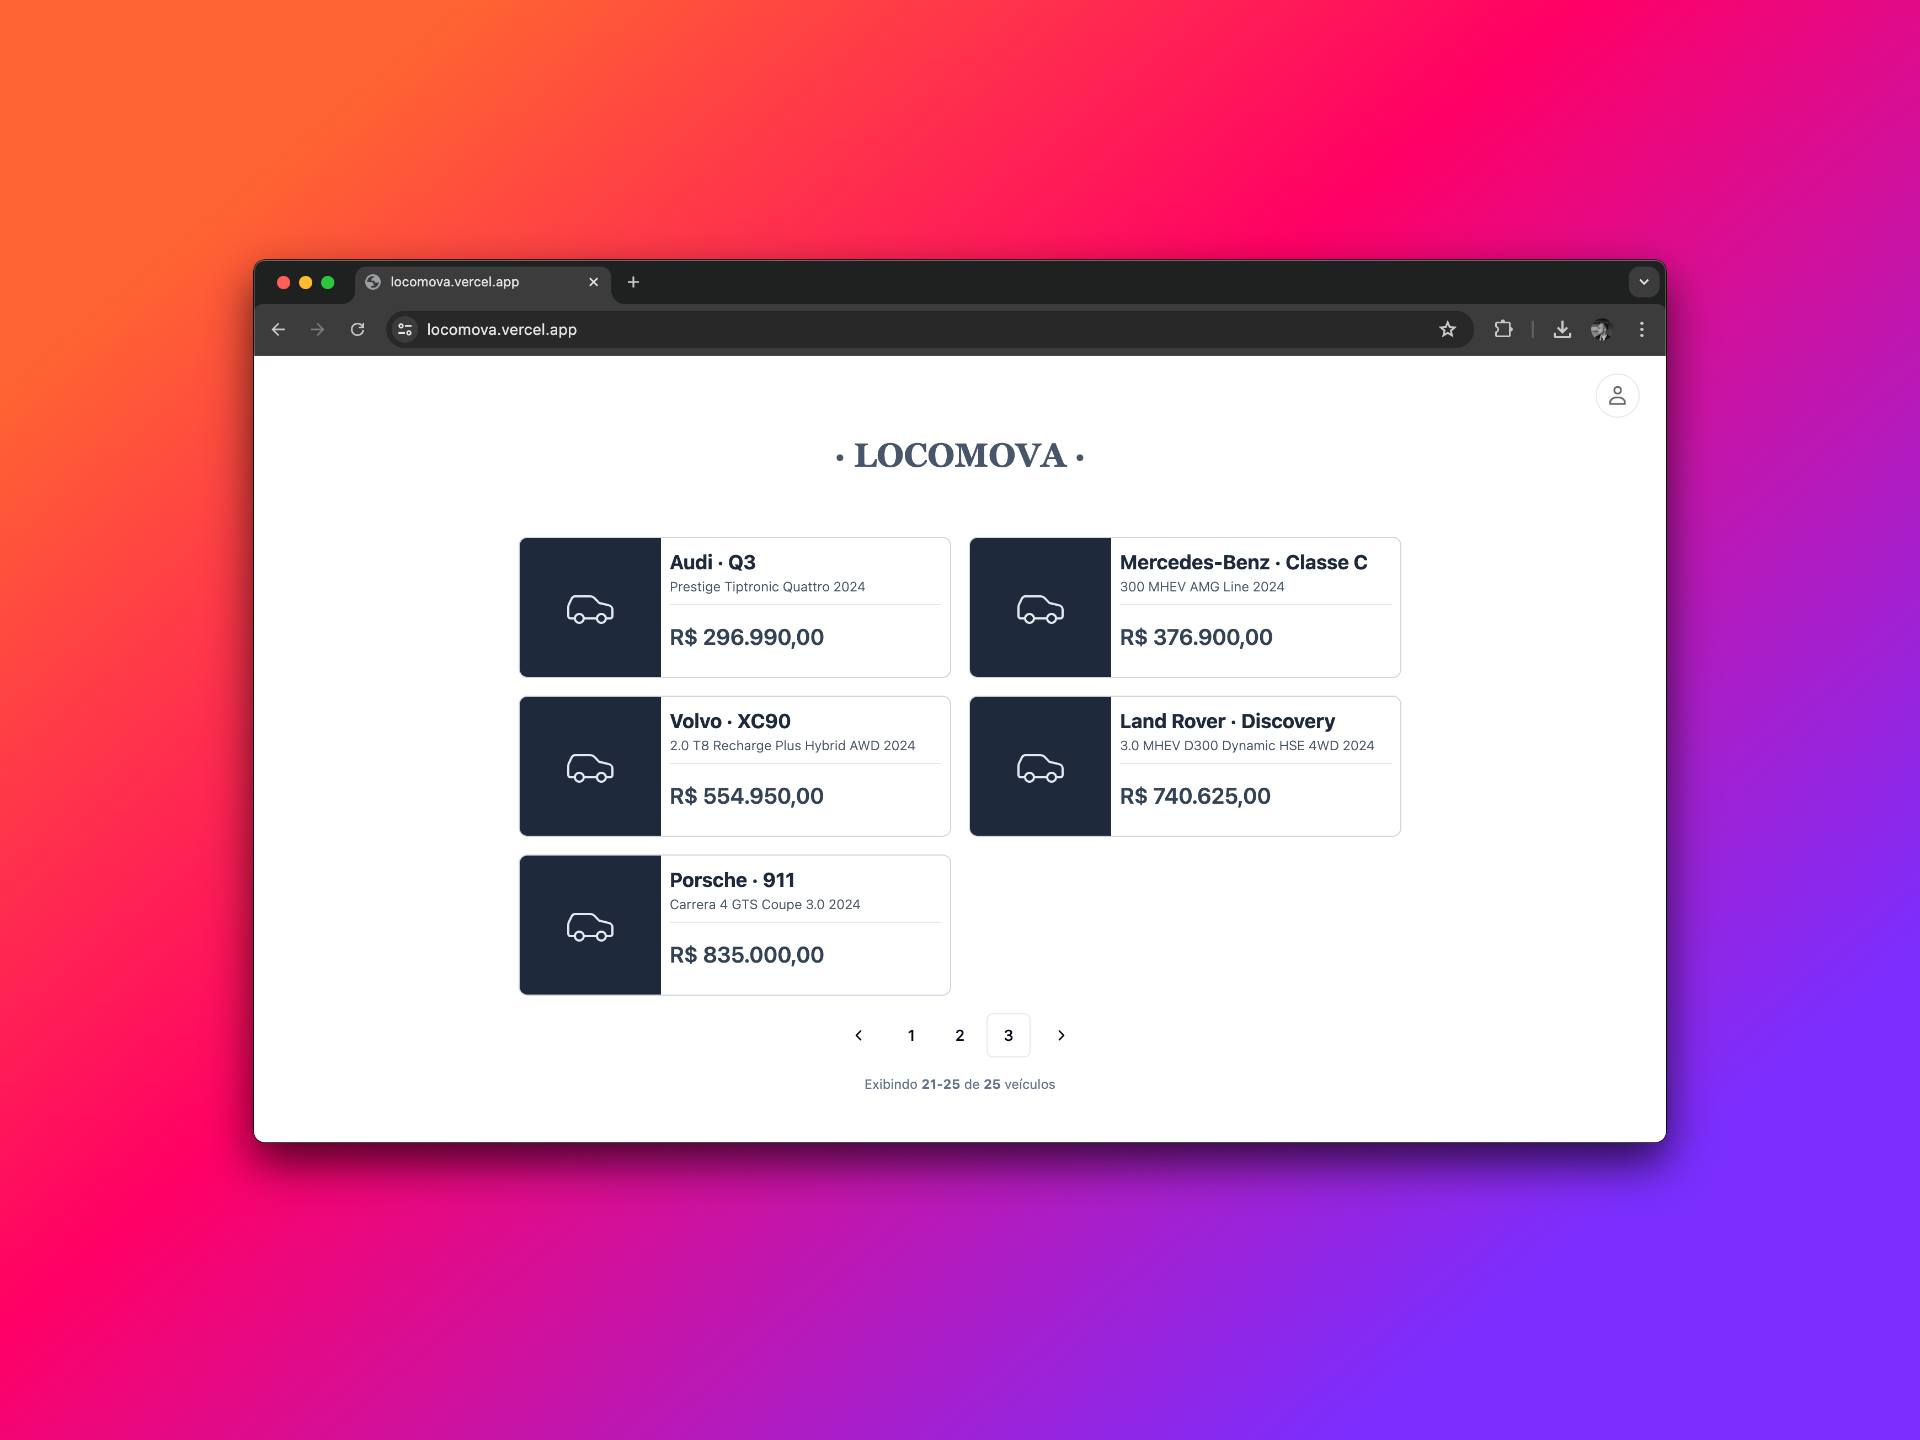 locomova.vercel.app
locomova.vercel.app
· LOCOMOVA ·
Audi · Q3
Prestige Tiptronic Quattro 2024
R$ 296.990,00
Mercedes-Benz · Classe C
300 MHEV AMG Line 2024
R$ 376.900,00
Volvo · XC90
2.0 T8 Recharge Plus Hybrid AWD 2024
R$ 554.950,00
Land Rover · Discovery
3.0 MHEV D300 Dynamic HSE 4WD 2024
R$ 740.625,00
Porsche · 911
Carrera 4 GTS Coupe 3.0 2024
R$ 835.000,00
1 2 3
Exibindo 21-25 de 25 veículos